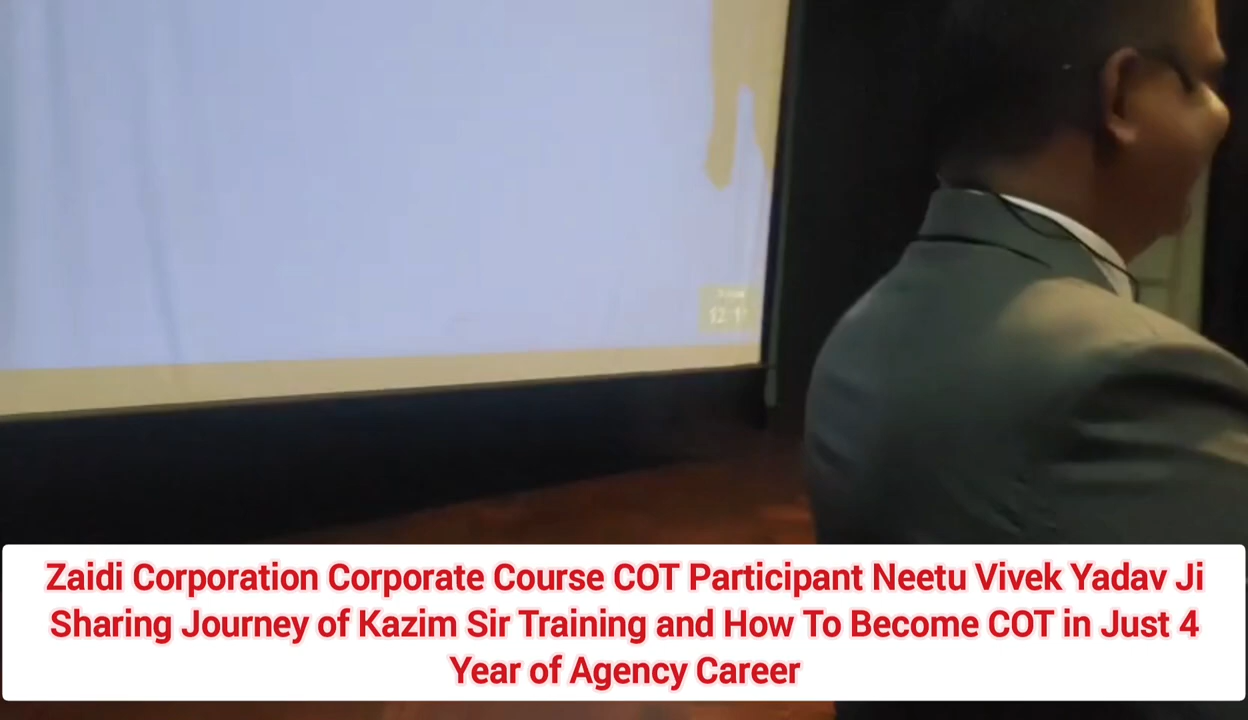 Zaidi Corporation Corporate Course COT Participant Neetu Vivek Yadav Ji
Sharing Journey of Kazim Sir Training and How To Become COT in Just 4
Year of Agency Career